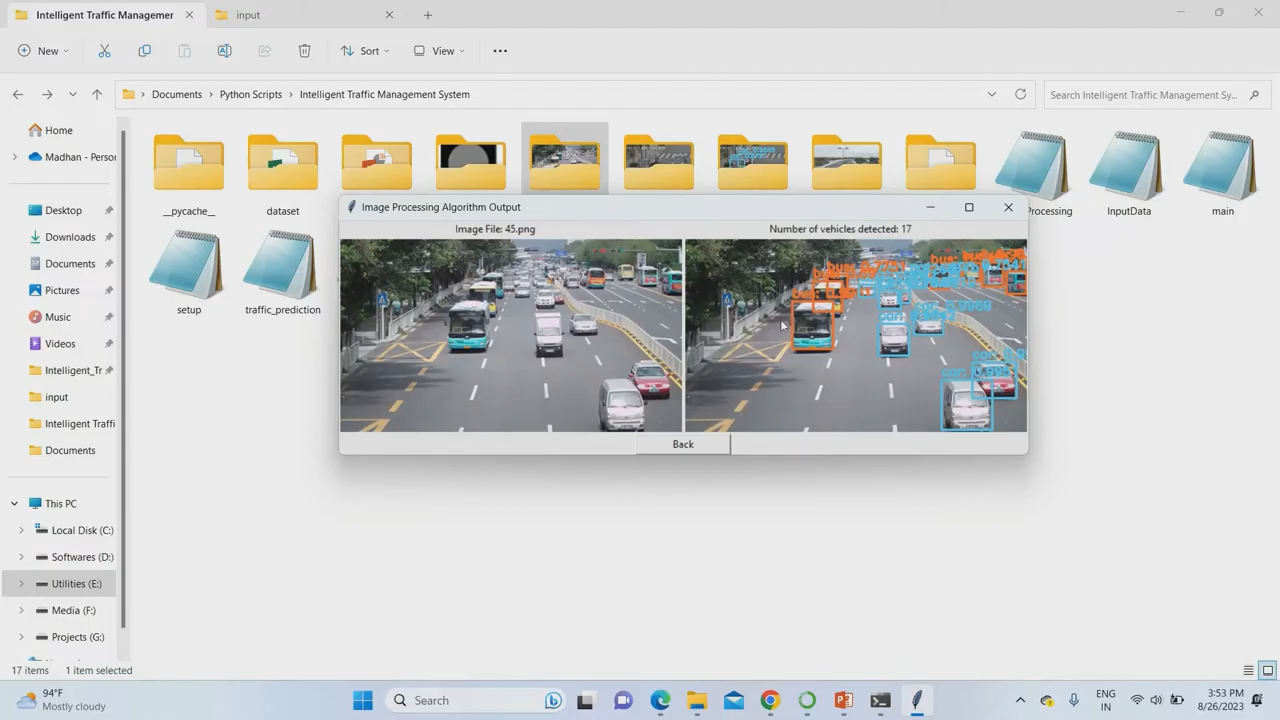 Intelligent Traffic Managemer
input
New
Sort
View
Documents > Python Scripts > Intelligent Traffic Management System
Search Intelligent Traffic Management Sy...
Home
Madhan - Perso
Desktop
Downloads
Documents
Pictures
Music
Videos
Intelligent_Tr
input
Intelligent Traffi
Documents
This PC
Local Disk (C:)
Softwares (D:)
Utilities (E:)
Media (F:)
Projects (G:)
__pycache__
dataset
Processing
InputData
main
setup
traffic_prediction
Image Processing Algorithm Output
Image File: 45.png
Number of vehicles detected: 17
Back
17 items
1 item selected
94°F
Mostly cloudy
Search
ENG
IN
3:53 PM
8/26/2023